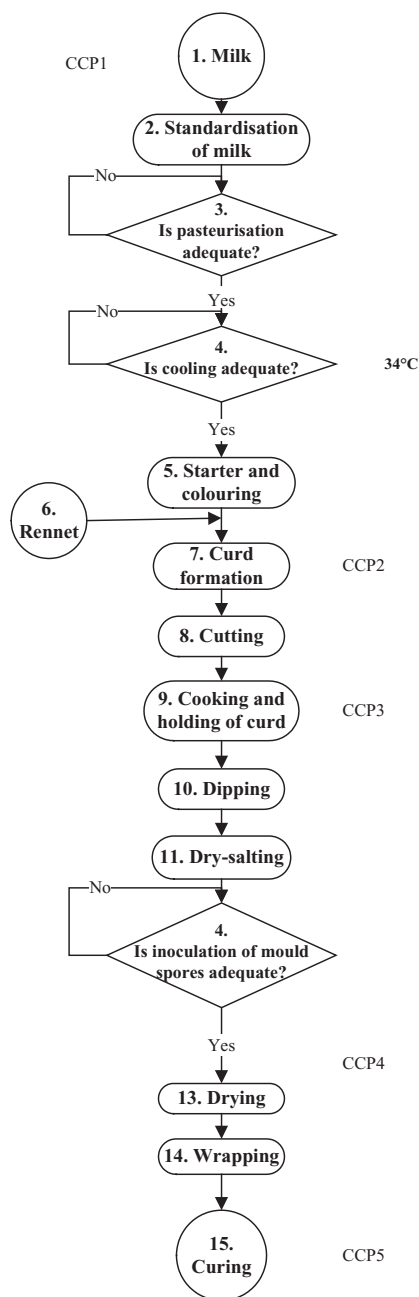 CCP1
1. Milk
2. Standardisation
of milk
No
3.
Is pasteurisation
adequate?
Yes
No
4.
Is cooling adequate?
34°C
Yes
5. Starter and
colouring
6.
Rennet
7. Curd
formation
CCP2
8. Cutting
9. Cooking and
holding of curd
CCP3
10. Dipping
11. Dry-salting
No
4.
Is inoculation of mould
spores adequate?
Yes
CCP4
13. Drying
14. Wrapping
15.
Curing
CCP5